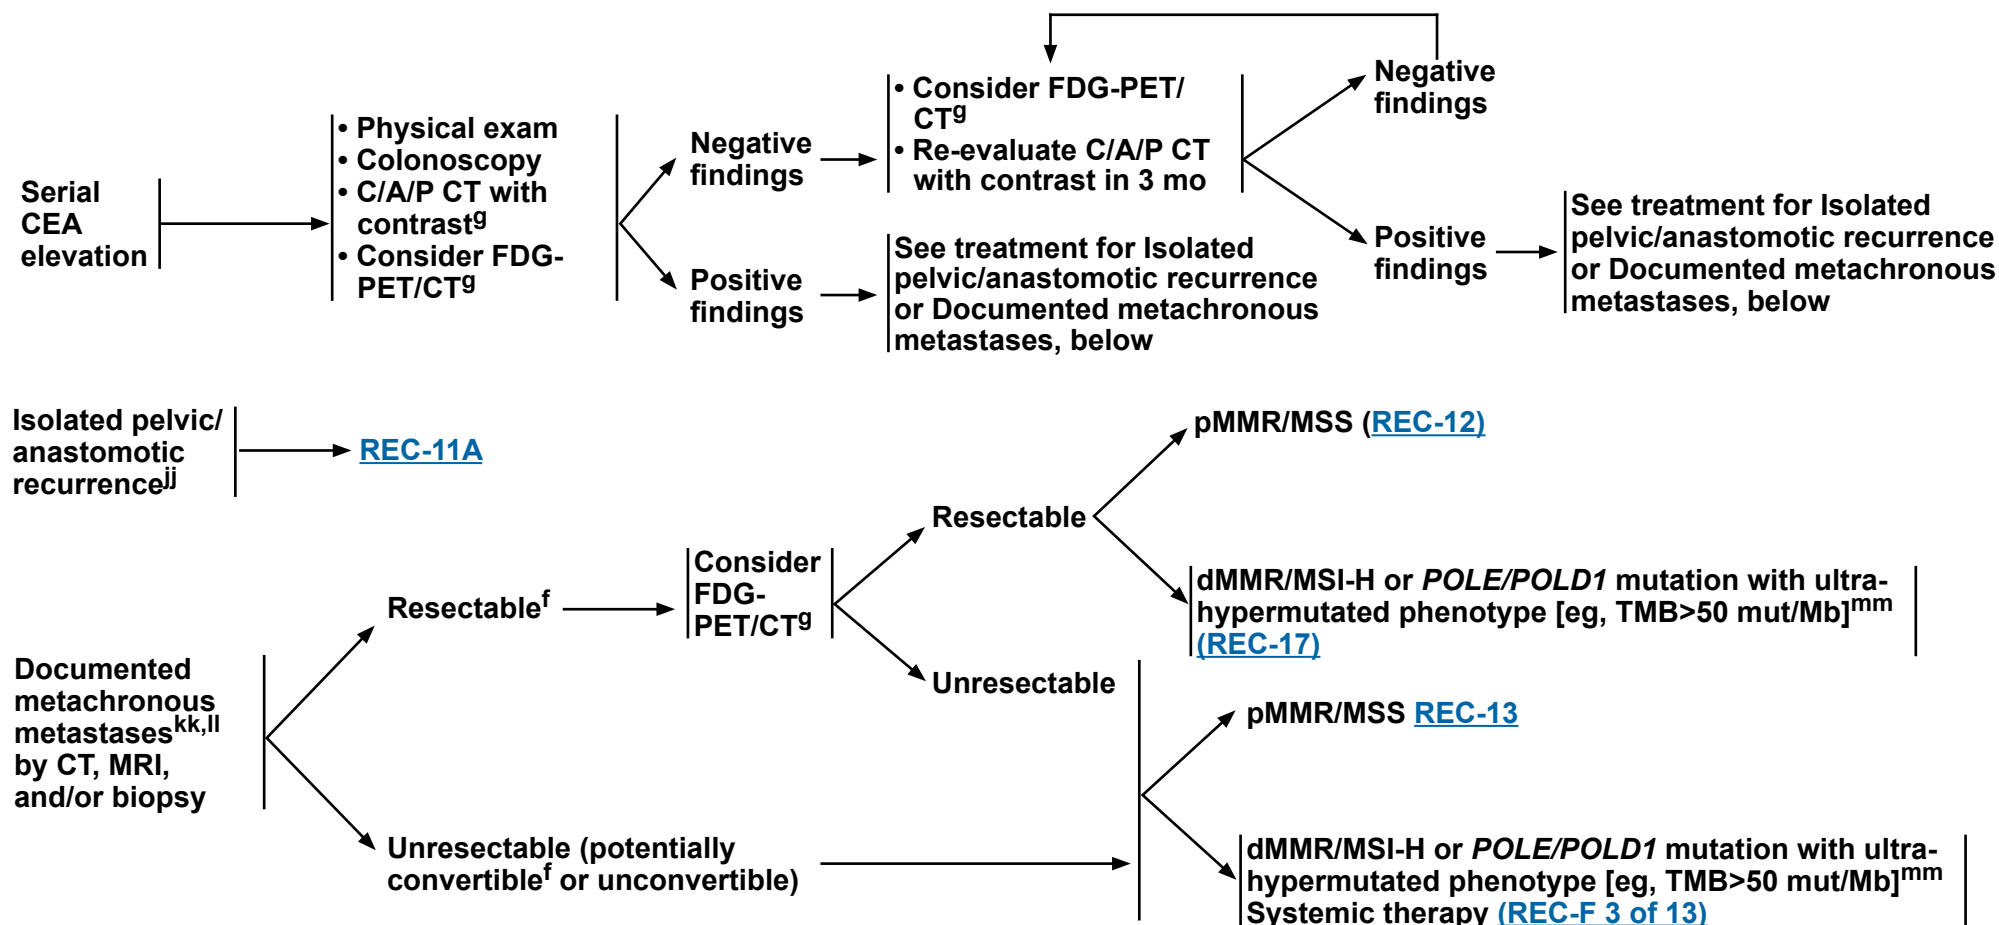 Serial
CEA
elevation
• Physical exam
• Colonoscopy
• C/A/P CT with
contrastg
• Consider FDG-
PET/CTg
Negative
findings
Positive
findings
• Consider FDG-PET/
CTg
• Re-evaluate C/A/P CT
with contrast in 3 mo
See treatment for Isolated
pelvic/anastomotic recurrence
or Documented metachronous
metastases, below
Negative
findings
Positive
findings
See treatment for Isolated
pelvic/anastomotic recurrence
or Documented metachronous
metastases, below
Isolated pelvic/
anastomotic
recurrencejj
REC-11A
Documented
metachronous
metastaseskk,ll
by CT, MRI,
and/or biopsy
Resectablef
Consider
FDG-
PET/CTg
Resectable
pMMR/MSS (REC-12)
dMMR/MSI-H or POLE/POLD1 mutation with ultra-
hypermutated phenotype [eg, TMB>50 mut/Mb]mm
(REC-17)
Unresectable
Unresectable (potentially
convertiblef or unconvertible)
pMMR/MSS REC-13
dMMR/MSI-H or POLE/POLD1 mutation with ultra-
hypermutated phenotype [eg, TMB>50 mut/Mb]mm
Systemic therapy (REC-F 3 of 13)